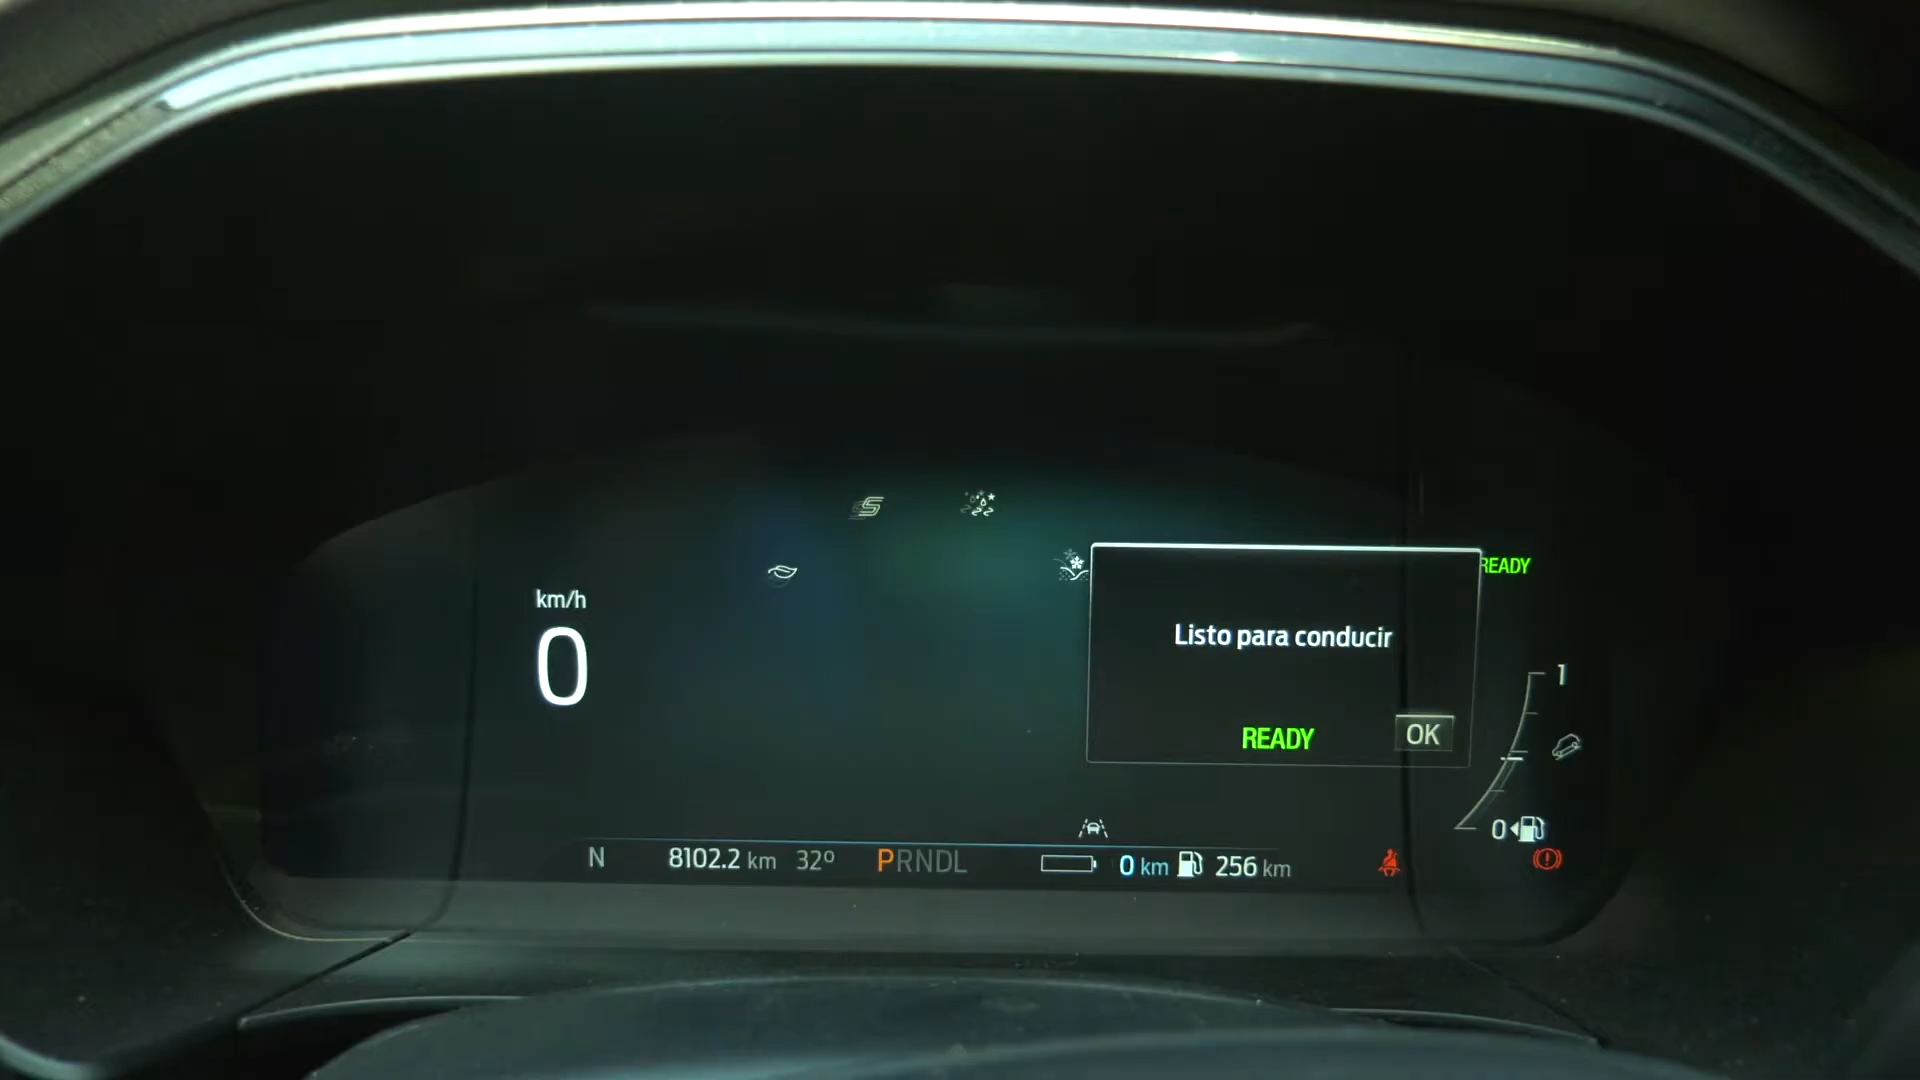 km/h
0
READY
Listo para conducir
READY
OK
1
0
N 8102.2 km 32º PRNDL 0 km 256 km